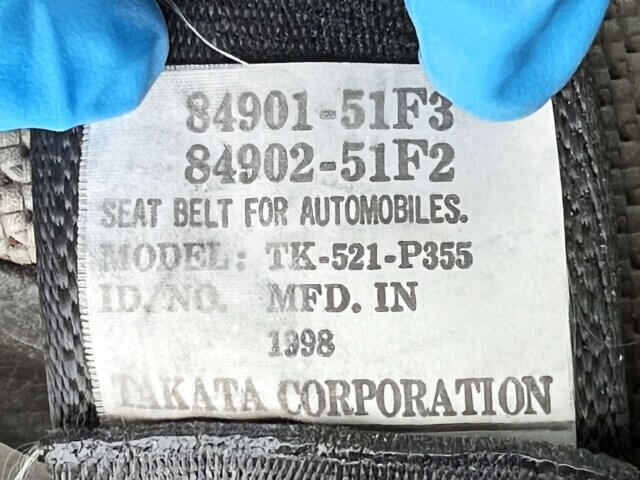 84901-51F3
84902-51F2
SEAT BELT FOR AUTOMOBILES.
MODEL: TK-521-P355
ID/NO. MFD. IN
1998
TAKATA CORPORATION